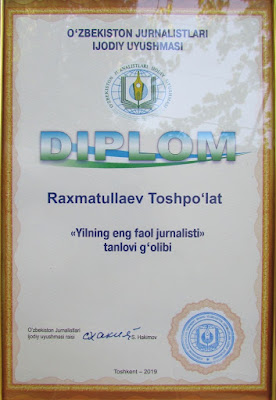 O‘ZBEKISTON JURNALISTLARI
IJODIY UYUSHMASI
DIPLOM
Raxmatullaev Toshpo‘lat
«Yilning eng faol jurnalisti»
tanlovi g‘olibi
O‘zbekiston Jurnalistlari
Ijodiy uyushmasi raisi
S. Halimov
Toshkent – 2019